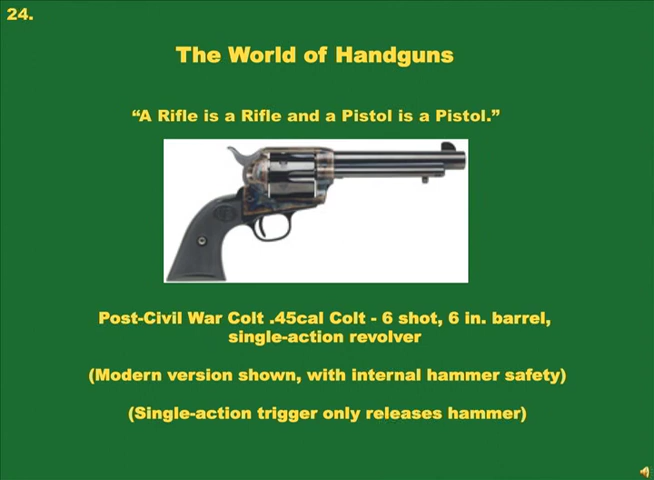 24.
The World of Handguns
“A Rifle is a Rifle and a Pistol is a Pistol.”
Post-Civil War Colt .45cal Colt - 6 shot, 6 in. barrel,
single-action revolver
(Modern version shown, with internal hammer safety)
(Single-action trigger only releases hammer)